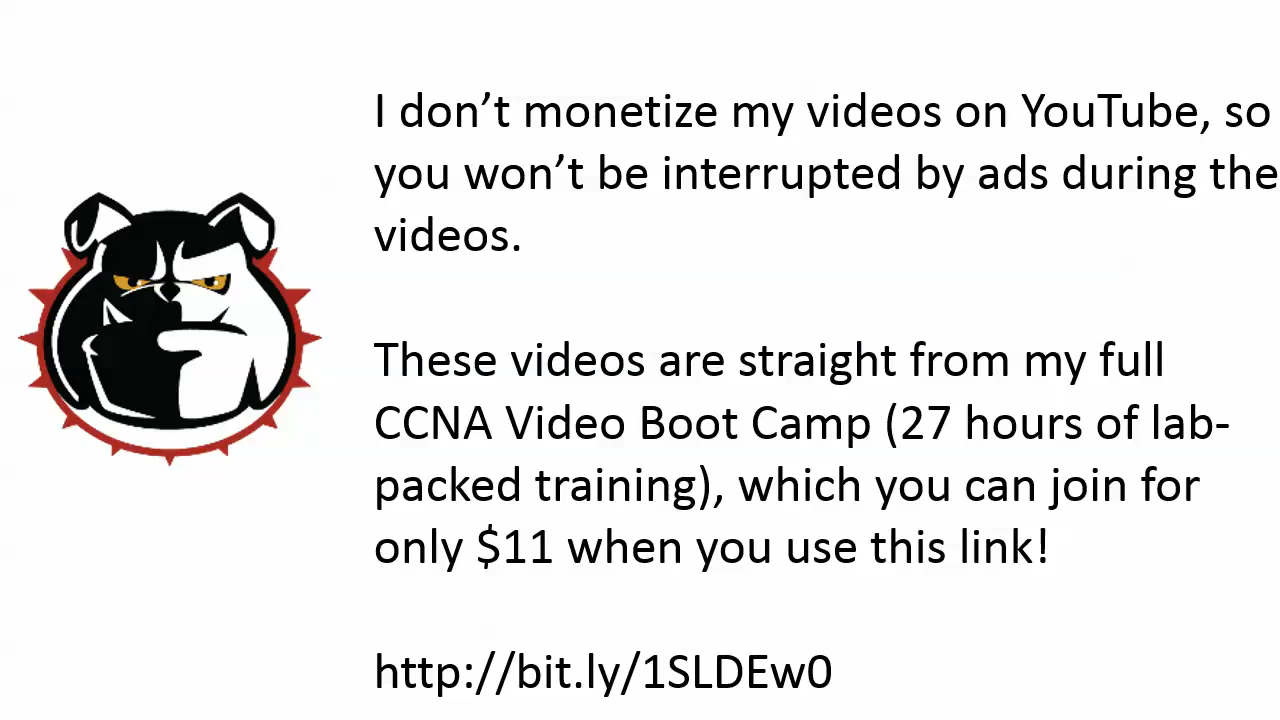 I don’t monetize my videos on YouTube, so
you won’t be interrupted by ads during the
videos.
These videos are straight from my full
CCNA Video Boot Camp (27 hours of lab-
packed training), which you can join for
only $11 when you use this link!
http://bit.ly/1SLDEw0